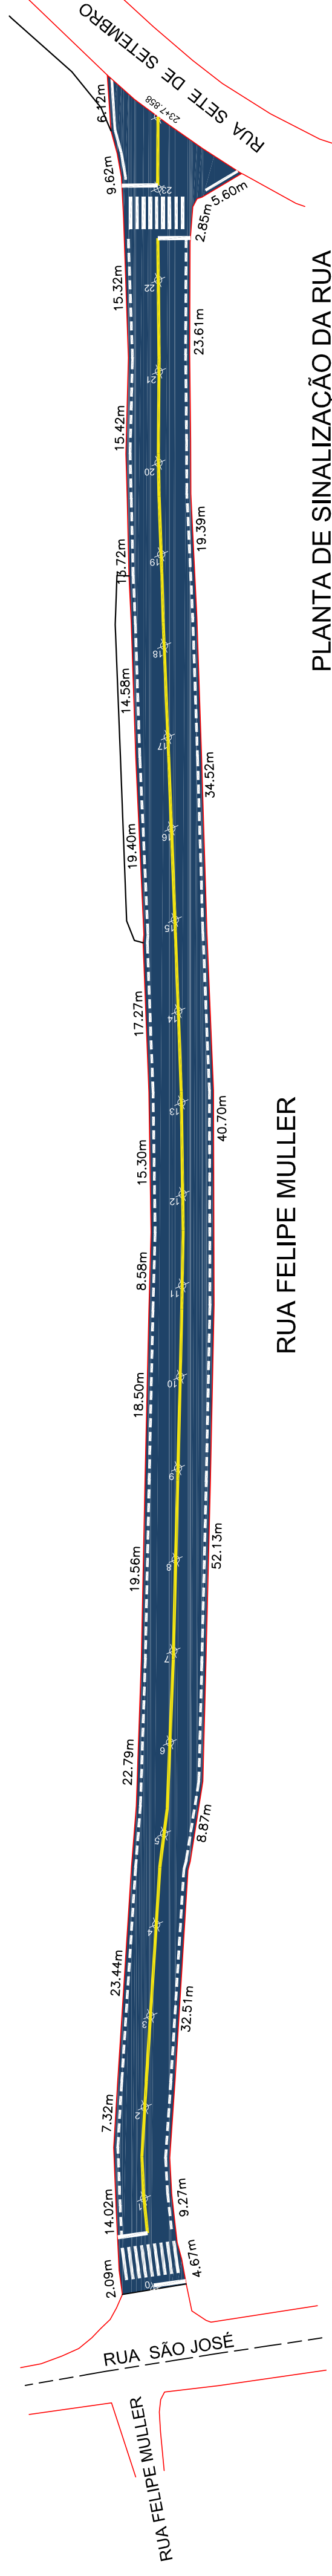 RUA SETE DE SETEMBRO
6.12m
23+7.858
9.62m
23
5.60m
2.85m
15.32m
22
23.61m
21
15.42m
20
19.39m
19
13.72m
18
14.58m
17
34.52m
16
19.40m
15
17.27m
14
13
40.70m
15.30m
12
8.58m
11
18.50m
10
9
19.56m
8
52.13m
7
22.79m
6
5
8.87m
4
23.44m
3
32.51m
7.32m
2
14.02m
1
9.27m
2.09m
0
4.67m
RUA SÃO JOSÉ
RUA FELIPE MULLER
PLANTA DE SINALIZAÇÃO DA RUA
RUA FELIPE MULLER